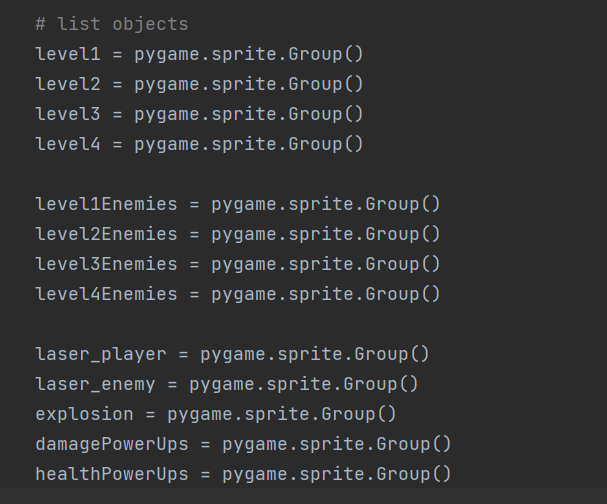 # list objects
level1 = pygame.sprite.Group()
level2 = pygame.sprite.Group()
level3 = pygame.sprite.Group()
level4 = pygame.sprite.Group()
level1Enemies = pygame.sprite.Group()
level2Enemies = pygame.sprite.Group()
level3Enemies = pygame.sprite.Group()
level4Enemies = pygame.sprite.Group()
laser_player = pygame.sprite.Group()
laser_enemy = pygame.sprite.Group()
explosion = pygame.sprite.Group()
damagePowerUps = pygame.sprite.Group()
healthPowerUps = pygame.sprite.Group()